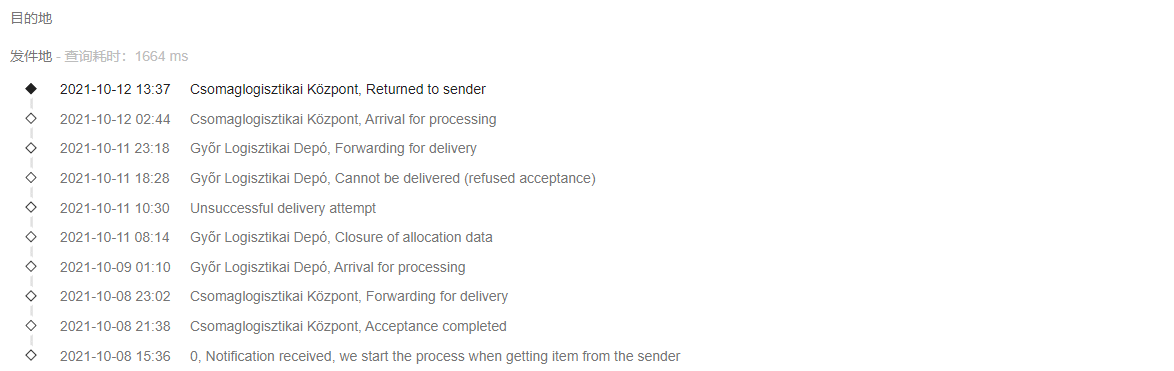 目的地
发件地 - 查询耗时：1664 ms
2021-10-12 13:37 Csomaglogisztikai Központ, Returned to sender
2021-10-12 02:44 Csomaglogisztikai Központ, Arrival for processing
2021-10-11 23:18 Győr Logisztikai Depó, Forwarding for delivery
2021-10-11 18:28 Győr Logisztikai Depó, Cannot be delivered (refused acceptance)
2021-10-11 10:30 Unsuccessful delivery attempt
2021-10-11 08:14 Győr Logisztikai Depó, Closure of allocation data
2021-10-09 01:10 Győr Logisztikai Depó, Arrival for processing
2021-10-08 23:02 Csomaglogisztikai Központ, Forwarding for delivery
2021-10-08 21:38 Csomaglogisztikai Központ, Acceptance completed
2021-10-08 15:36 0, Notification received, we start the process when getting item from the sender